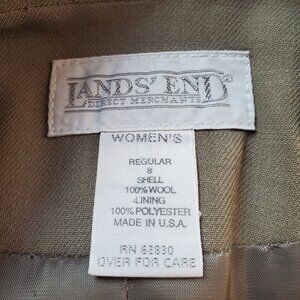 LANDS' END®
DIRECT MERCHANTS
WOMEN'S
REGULAR
8
SHELL
100% WOOL
LINING
100% POLYESTER
MADE IN U.S.A.
RN 62830
OVER FOR CARE